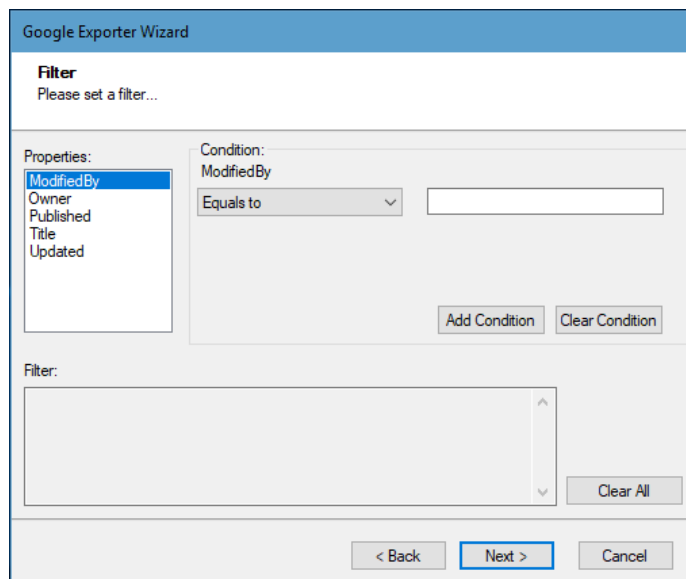 Google Exporter Wizard
Filter
Please set a filter...
Properties:
ModifiedBy
Owner
Published
Title
Updated
Condition:
ModifiedBy
Equals to
Add Condition
Clear Condition
Filter:
Clear All
< Back
Next >
Cancel